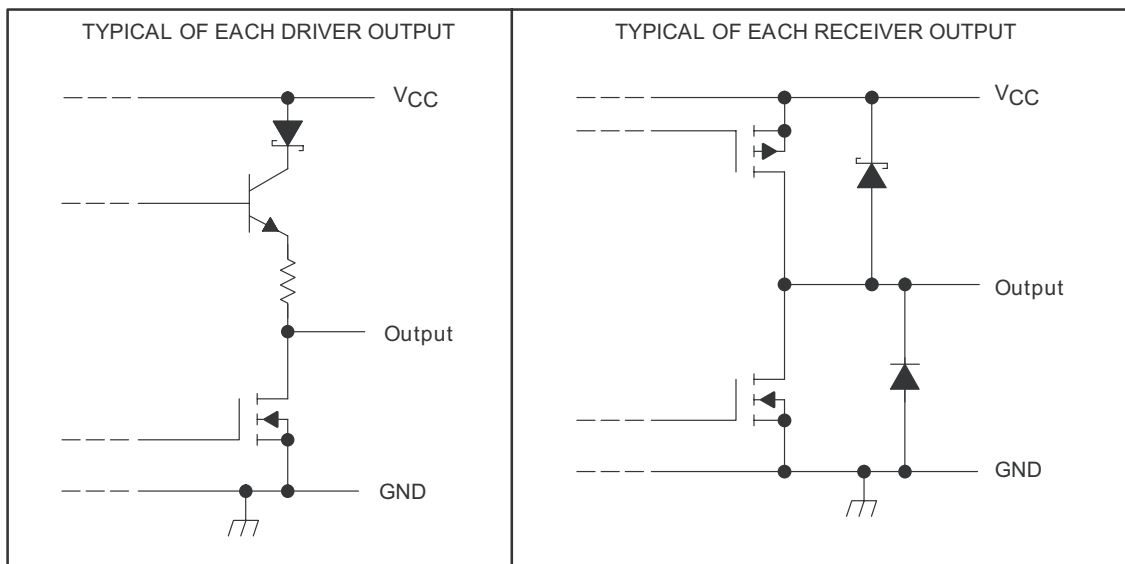 TYPICAL OF EACH DRIVER OUTPUT
VCC
Output
GND
TYPICAL OF EACH RECEIVER OUTPUT
VCC
Output
GND